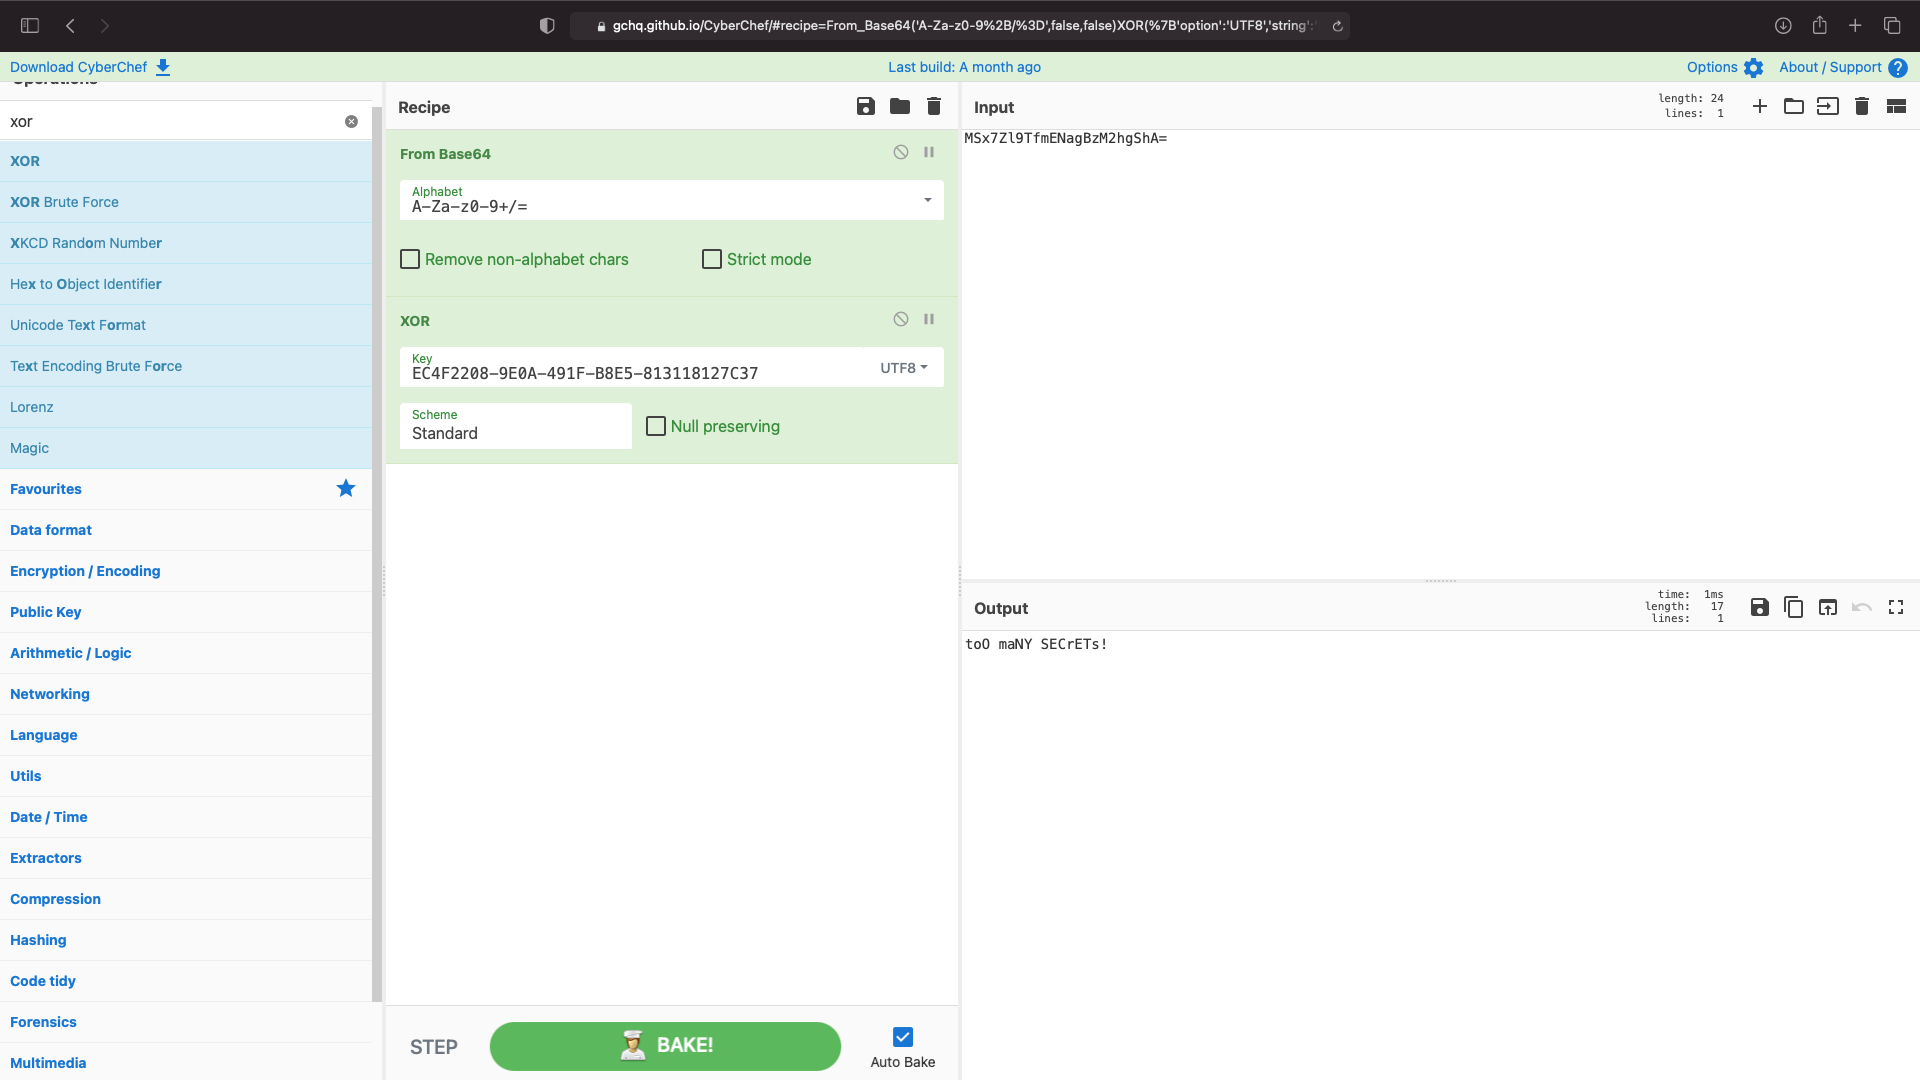 gchq.github.io/CyberChef/#recipe=From_Base64('A-Za-z0-9%2B/%3D',false,false)XOR(%7B'option':'UTF8','string':'
Download CyberChef
Last build: A month ago
Options
About / Support
Operations
xor
XOR
XOR Brute Force
XKCD Random Number
Hex to Object Identifier
Unicode Text Format
Text Encoding Brute Force
Lorenz
Magic
Favourites
Data format
Encryption / Encoding
Public Key
Arithmetic / Logic
Networking
Language
Utils
Date / Time
Extractors
Compression
Hashing
Code tidy
Forensics
Multimedia
Recipe
From Base64
Alphabet
A-Za-z0-9+/=
Remove non-alphabet chars
Strict mode
XOR
Key
EC4F2208-9E0A-491F-B8E5-813118127C37
UTF8
Scheme
Standard
Null preserving
STEP
BAKE!
Auto Bake
Input
length: 24
lines: 1
MSx7Zl9TfmENagBzM2hgShA=
Output
time: 1ms
length: 17
lines: 1
toO maNY SECrETs!